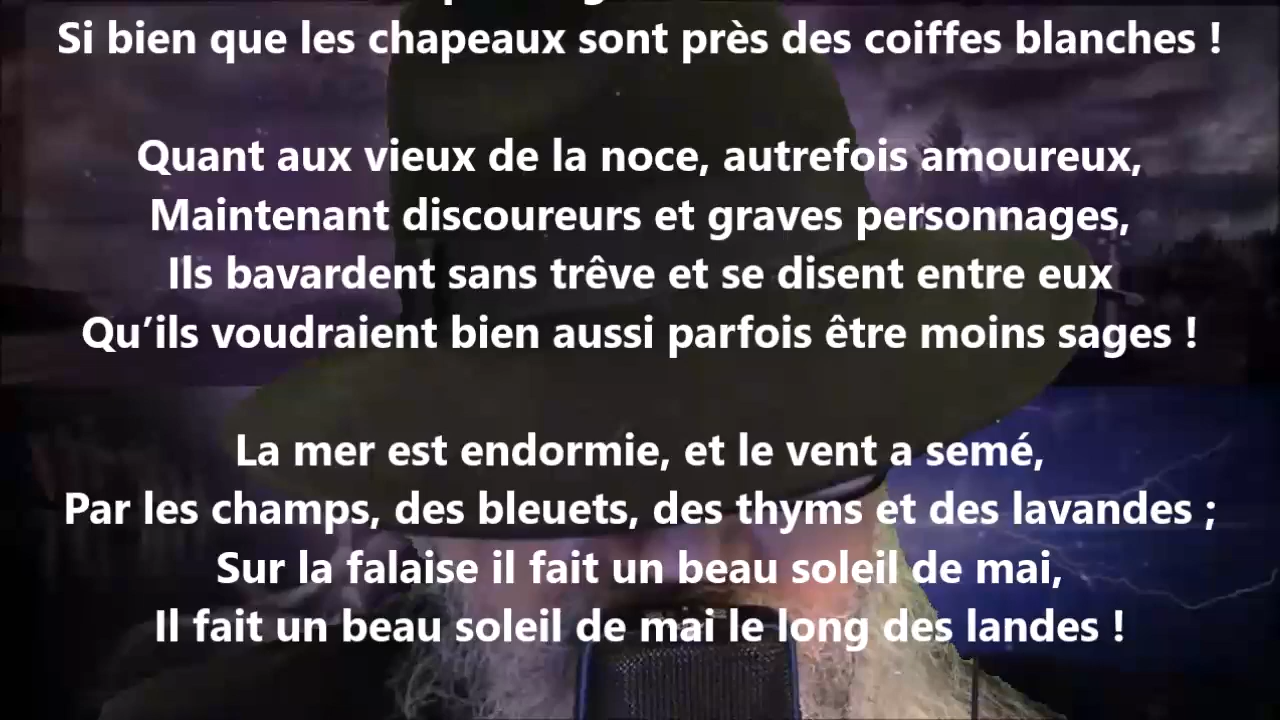 Si bien que les chapeaux sont près des coiffes blanches !
Quant aux vieux de la noce, autrefois amoureux,
Maintenant discoureurs et graves personnages,
Ils bavardent sans trêve et se disent entre eux
Qu’ils voudraient bien aussi parfois être moins sages !
La mer est endormie, et le vent a semé,
Par les champs, des bleuets, des thyms et des lavandes ;
Sur la falaise il fait un beau soleil de mai,
Il fait un beau soleil de mai le long des landes !